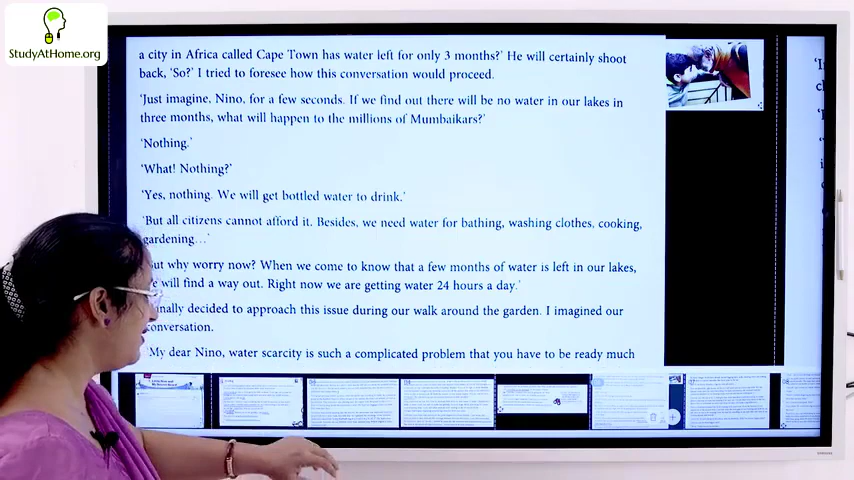 StudyAtHome.org
a city in Africa called Cape Town has water left for only 3 months?' He will certainly shoot
back, 'So?' I tried to foresee how this conversation would proceed.
'Just imagine, Nino, for a few seconds. If we find out there will be no water in our lakes in
three months, what will happen to the millions of Mumbaikars?'
'Nothing.'
'What! Nothing?'
'Yes, nothing. We will get bottled water to drink.'
'But all citizens cannot afford it. Besides, we need water for bathing, washing clothes, cooking,
gardening…'
ut why worry now? When we come to know that a few months of water is left in our lakes,
e will find a way out. Right now we are getting water 24 hours a day.'
inally decided to approach this issue during our walk around the garden. I imagined our
onversation.
'My dear Nino, water scarcity is such a complicated problem that you have to be ready much